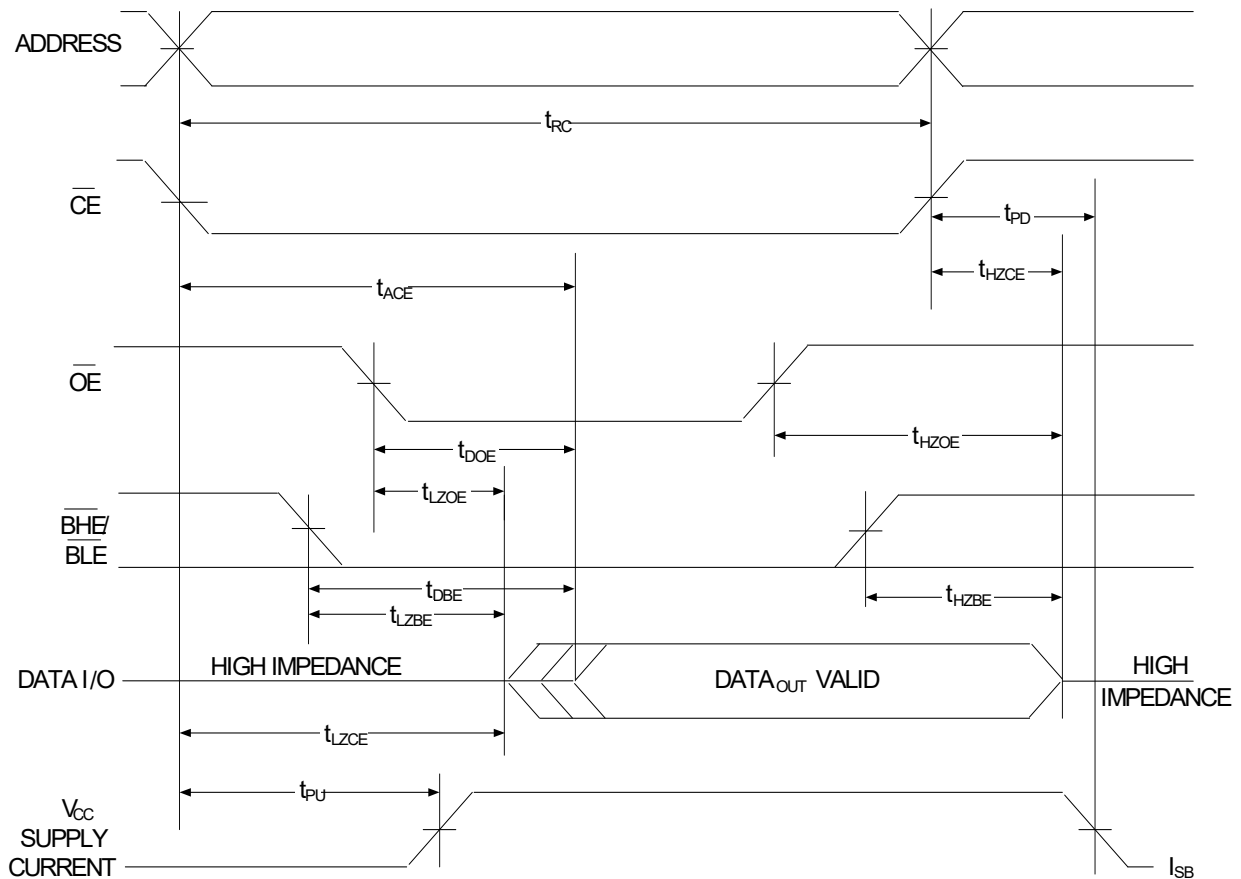 ADDRESS
tRC
CE
tPD
tHZCE
tACE
OE
tHZOE
tDOE
tLZOE
BHE/
BLE
tDBE
tHZBE
tLZBE
HIGH IMPEDANCE
DATA I/O
DATAOUT VALID
HIGH
IMPEDANCE
tLZCE
tPU
VCC
SUPPLY
CURRENT
ISB